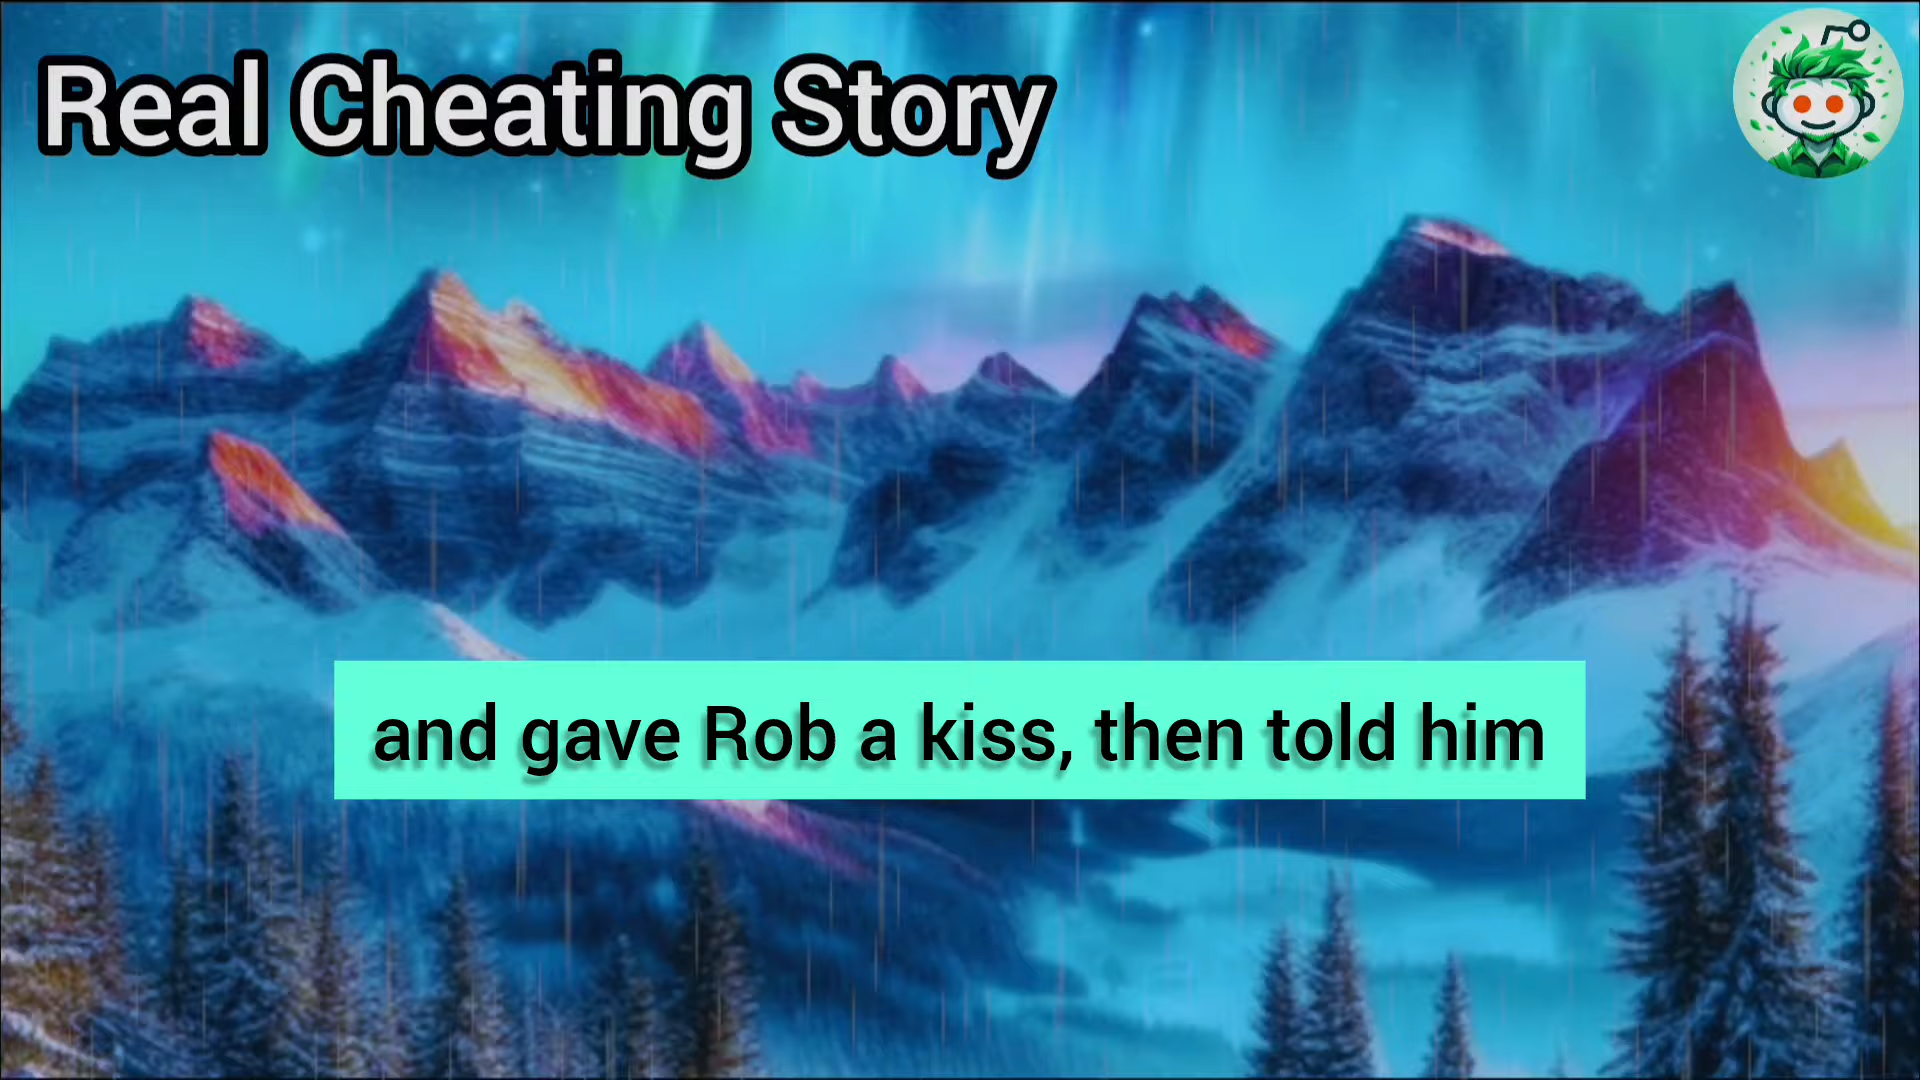 Real Cheating Story
and gave Rob a kiss, then told him